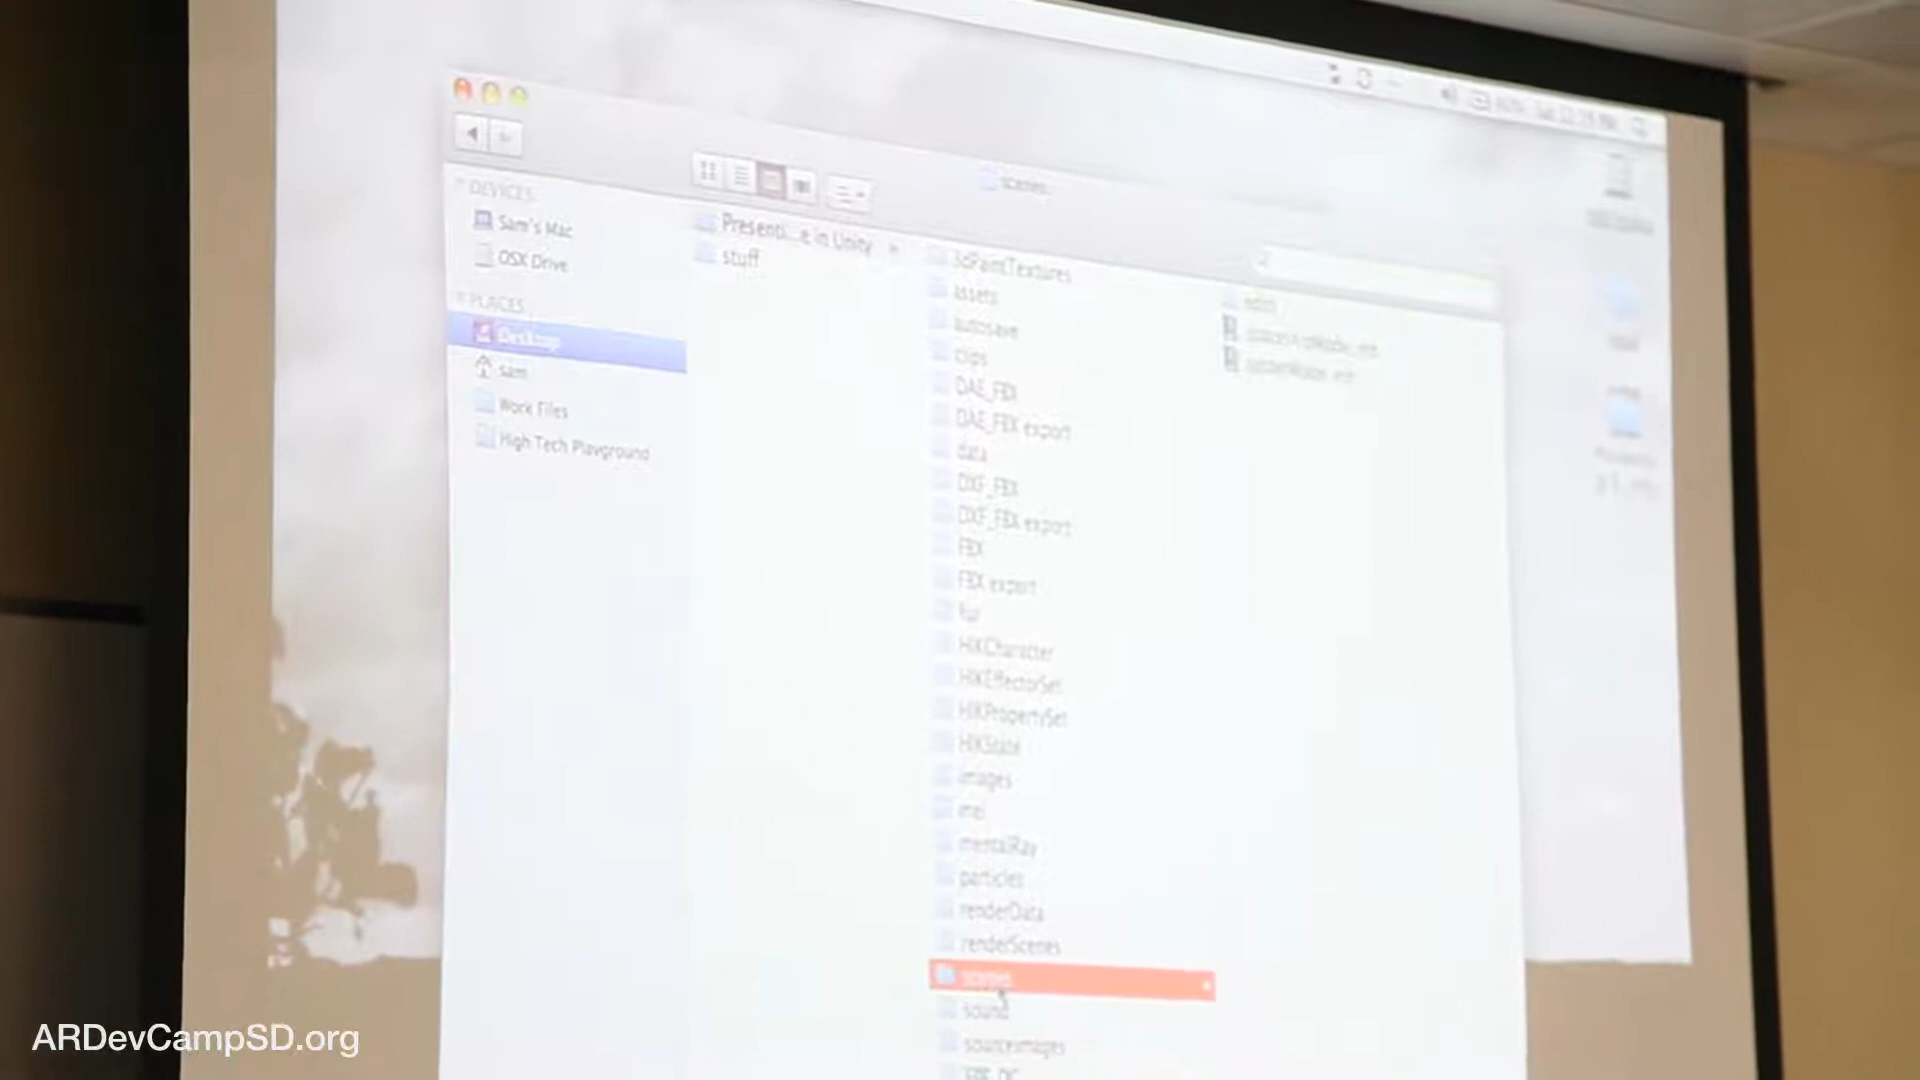 scenes
DEVICES
Sam's Mac
OSX Drive
PLACES
Desktop
sam
Work Files
High Tech Playground
Presenti...e in Unity
stuff
3dPaintTextures
assets
autosave
clips
DAE_FBX
DAE_FBX export
data
DXF_FBX
DXF_FBX export
FBX
FBX export
fur
HIKCharacter
HIKEffectorSet
HIKPropertySet
HIKState
images
mel
mentalRay
particles
renderData
renderScenes
scenes
sound
sourceimages
edits
ARDevCampSD.org